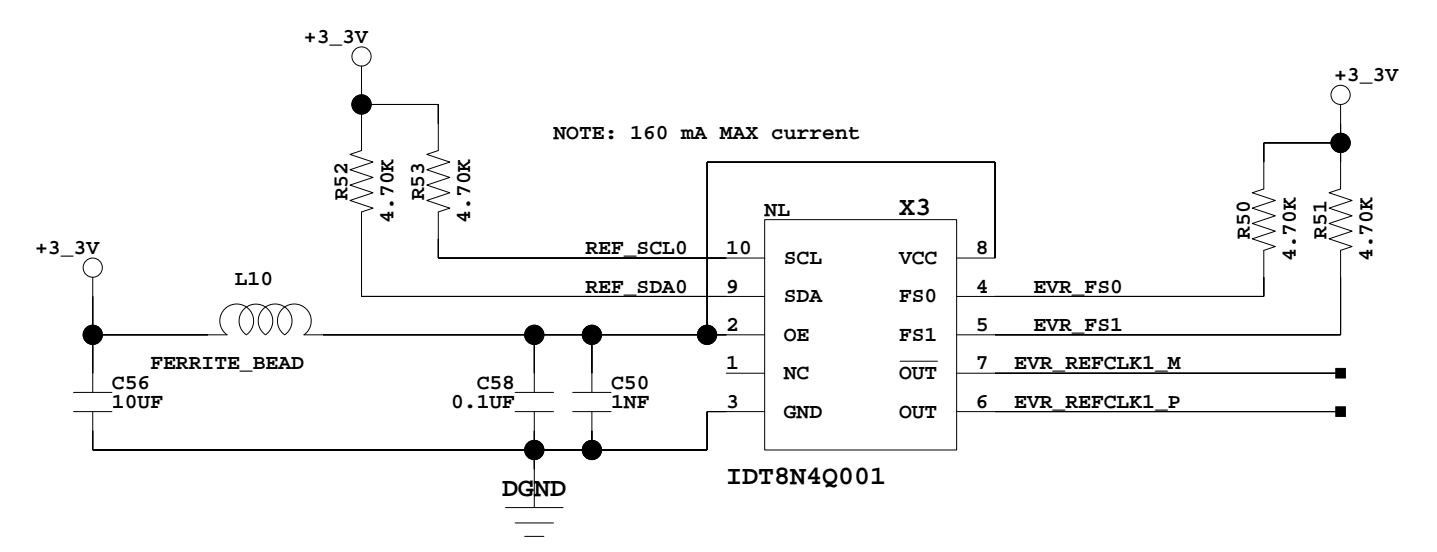 +3_3V
+3_3V
NOTE: 160 mA MAX current
R52
4.70K
R53
4.70K
R50
4.70K
R51
4.70K
NL
X3
+3_3V
REF_SCL0
10
SCL
VCC
8
L10
REF_SDA0
9
SDA
FS0
4
EVR_FS0
2
OE
FS1
5
EVR_FS1
FERRITE_BEAD
1
NC
OUT
7
EVR_REFCLK1_M
C56
10UF
C58
0.1UF
C50
1NF
3
GND
OUT
6
EVR_REFCLK1_P
IDT8N4Q001
DGND